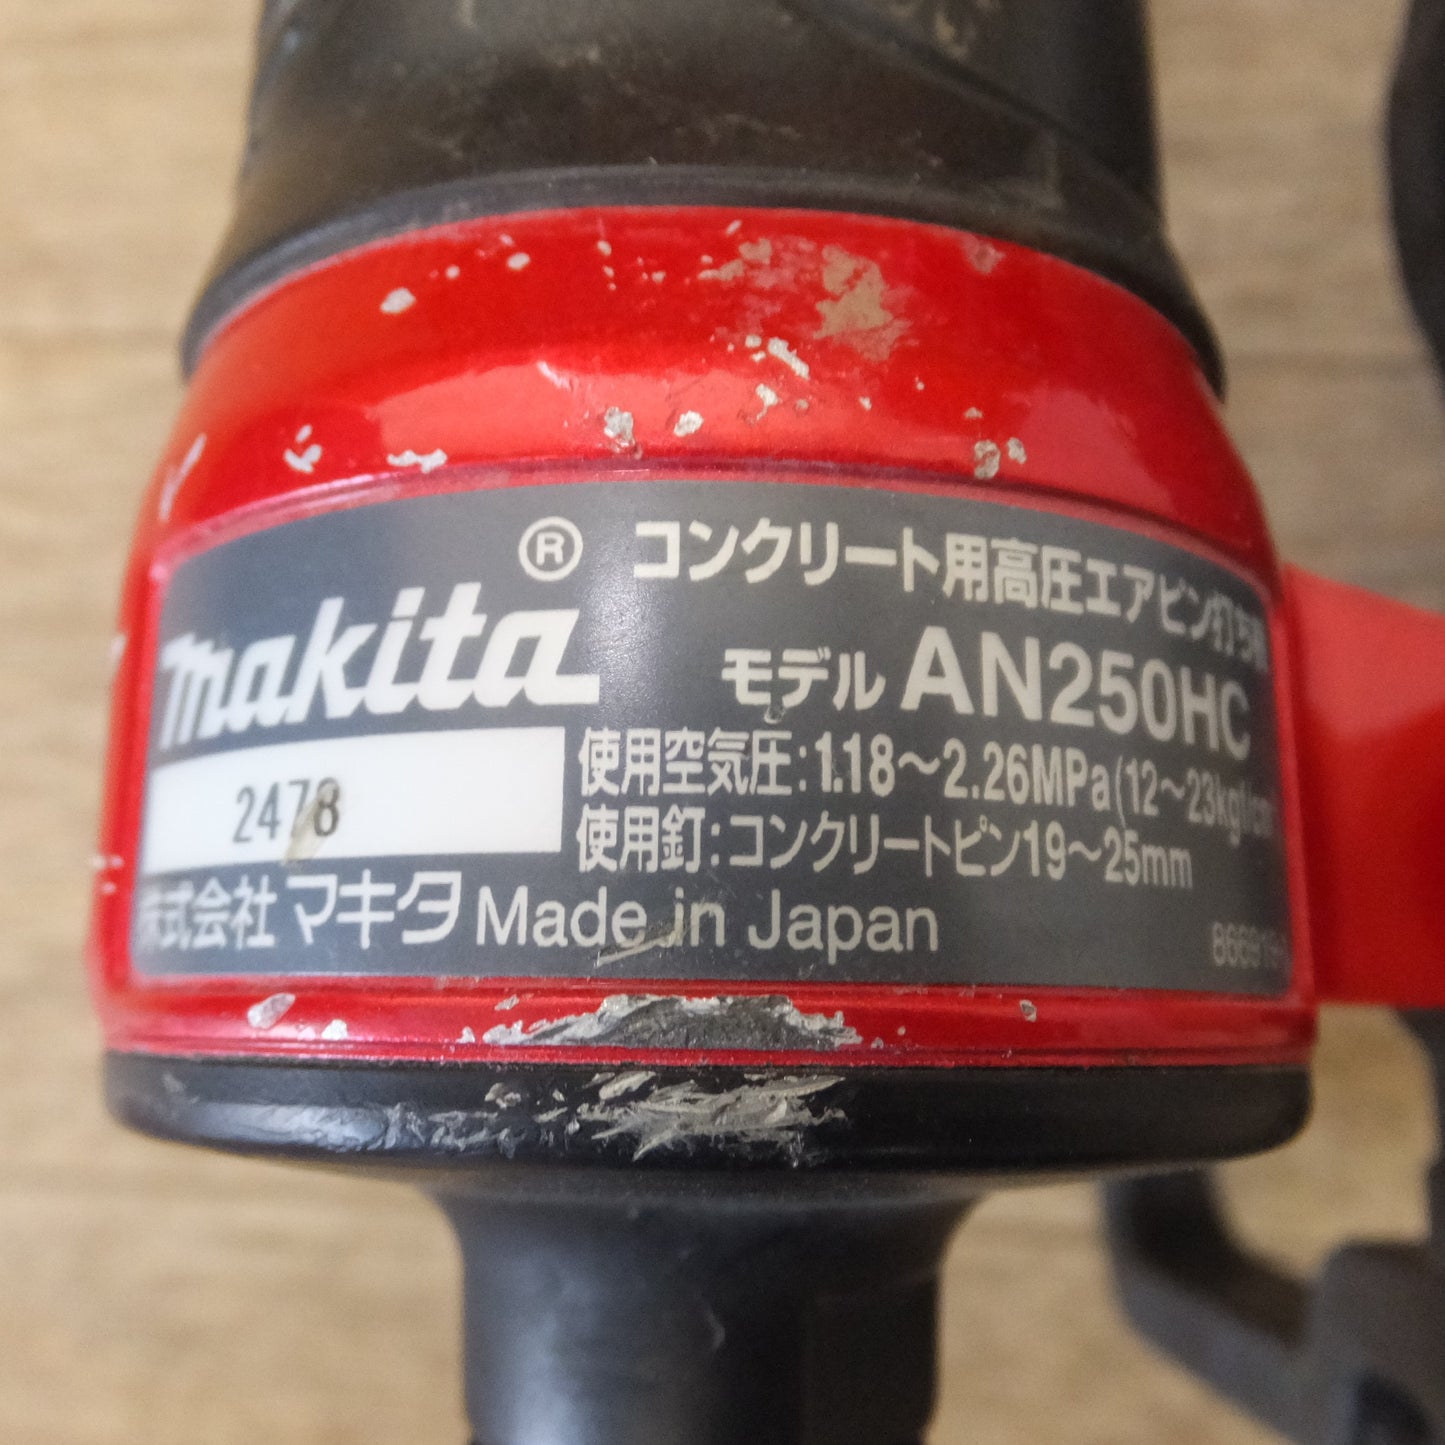 makita®
コンクリート用高圧エアピン打ち機
モデル AN250HC
2478
使用空気圧:1.18～2.26MPa(12～23kgf/cm
使用釘:コンクリートピン19～25mm
株式会社 マキタ Made in Japan